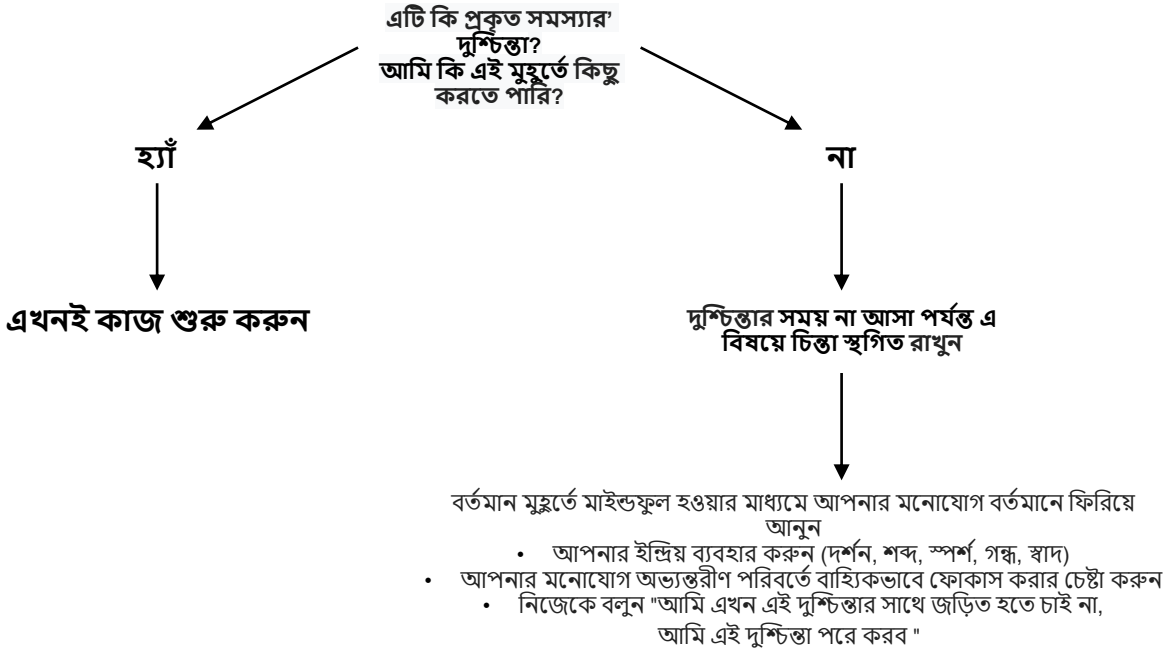 এটি কি প্রকৃত সমস্যার’
দুশ্চিন্তা?
আমি কি এই মুহূর্তে কিছু
করতে পারি?
হ্যাঁ
না
এখনই কাজ শুরু করুন
দুশ্চিন্তার সময় না আসা পর্যন্ত এ
বিষয়ে চিন্তা স্থগিত রাখুন
বর্তমান মুহূর্তে মাইন্ডফুল হওয়ার মাধ্যমে আপনার মনোযোগ বর্তমানে ফিরিয়ে
আনুন
• আপনার ইন্দ্রিয় ব্যবহার করুন (দর্শন, শব্দ, স্পর্শ, গন্ধ, স্বাদ)
• আপনার মনোযোগ অভ্যন্তরীণ পরিবর্তে বাহ্যিকভাবে ফোকাস করার চেষ্টা করুন
• নিজেকে বলুন "আমি এখন এই দুশ্চিন্তার সাথে জড়িত হতে চাই না,
আমি এই দুশ্চিন্তা পরে করব "